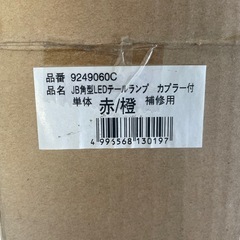 品番 9249060C
品名 JB角型LEDテールランプ カプラー付
単体 赤/橙 補修用
4 996568 130197